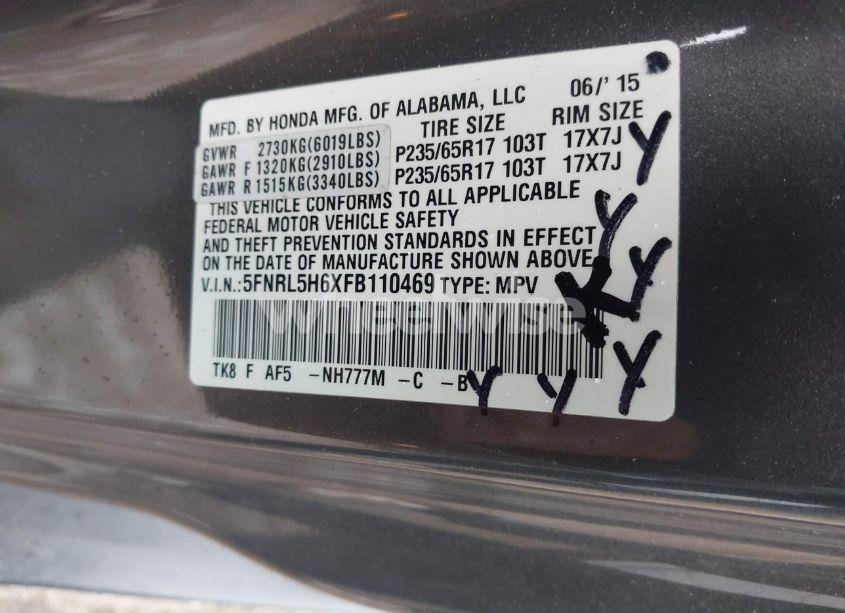 MFD. BY HONDA MFG. OF ALABAMA, LLC 06/' 15
TIRE SIZE RIM SIZE
GVWR 2730KG(6019LBS)
GAWR F 1320KG(2910LBS) P235/65R17 103T 17X7J
GAWR R 1515KG(3340LBS) P235/65R17 103T 17X7J
THIS VEHICLE CONFORMS TO ALL APPLICABLE
FEDERAL MOTOR VEHICLE SAFETY
AND THEFT PREVENTION STANDARDS IN EFFECT
ON THE DATE OF MANUFACTURE SHOWN ABOVE
V.I.N.:5FNRL5H6XFB110469 TYPE: MPV
wheelwise
TK8 F AF5 -NH777M -C -B
Y
Y
Y
Y
Y
Y
Y